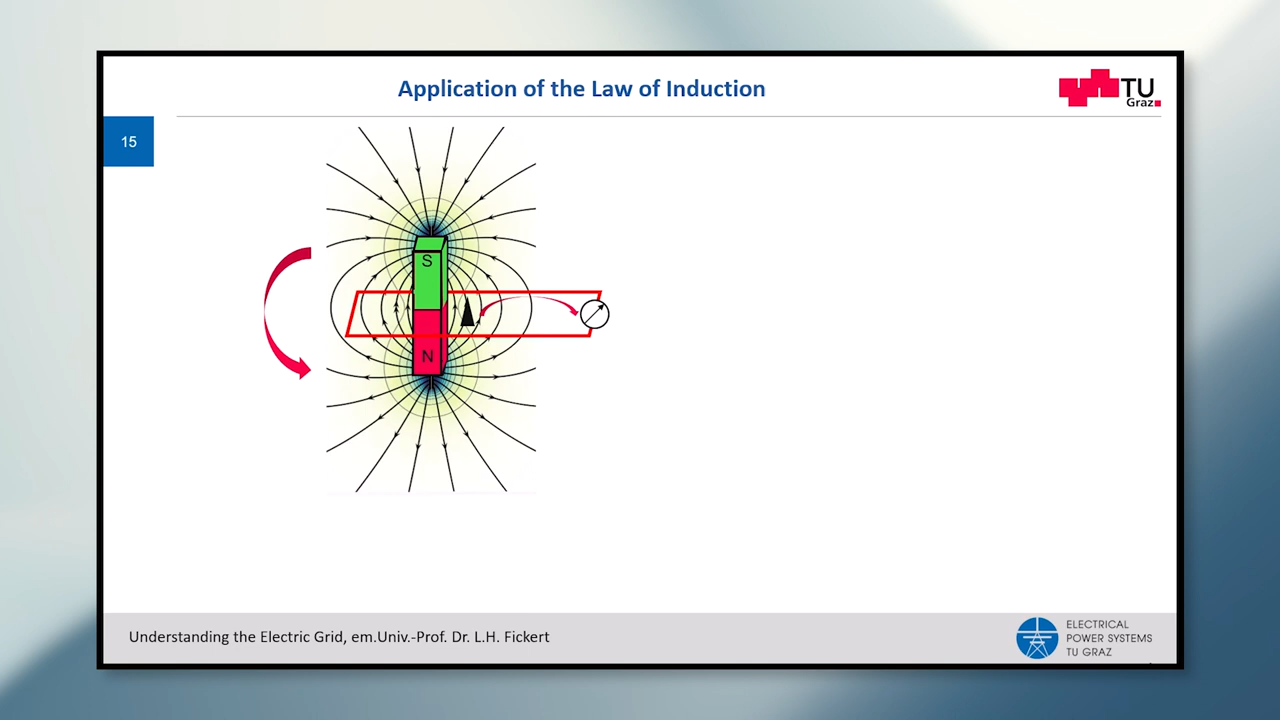 Application of the Law of Induction
TU
Graz
15
S
N
Understanding the Electric Grid, em.Univ.-Prof. Dr. L.H. Fickert
ELECTRICAL
POWER SYSTEMS
TU GRAZ